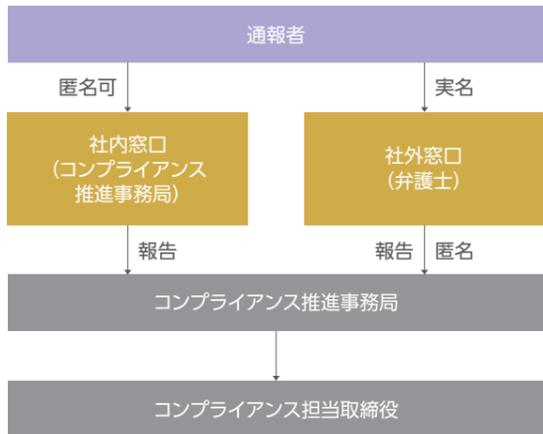 通報者
匿名可
実名
社内窓口
（コンプライアンス
推進事務局）
社外窓口
（弁護士）
報告
報告
匿名
コンプライアンス推進事務局
コンプライアンス担当取締役